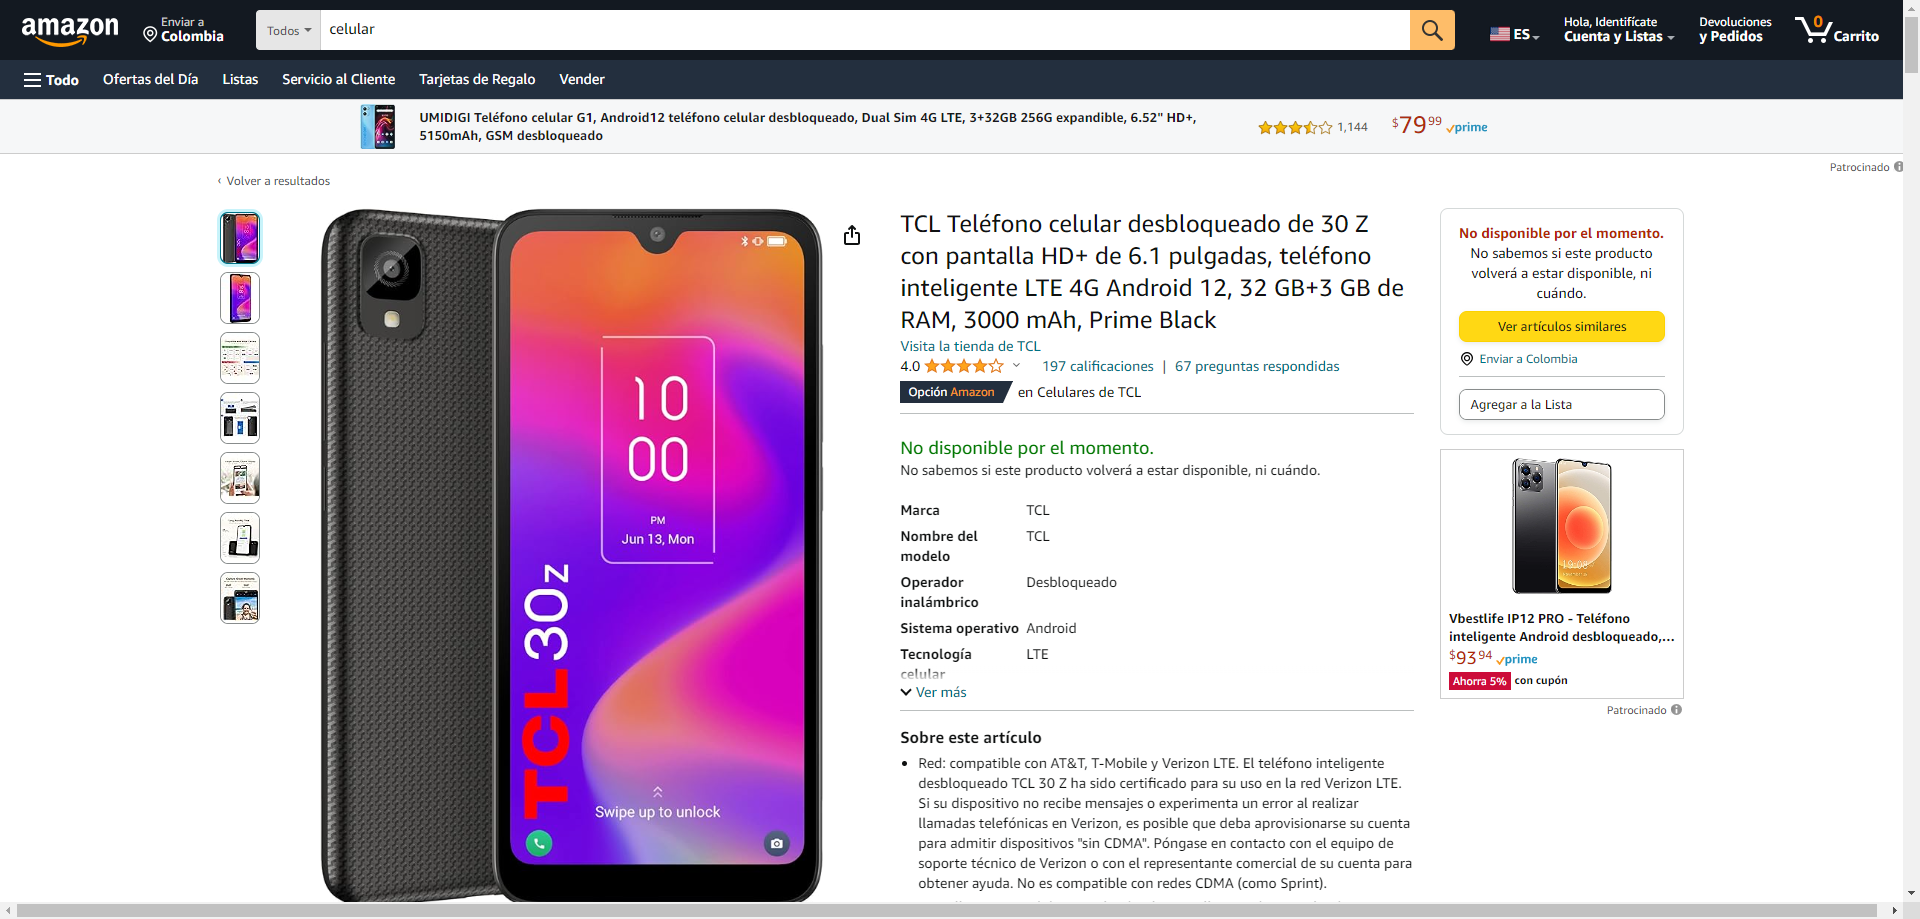 amazon
Enviar a
Colombia
Todos
celular
ES
Hola, Identifícate
Cuenta y Listas
Devoluciones
y Pedidos
0
Carrito
Todo
Ofertas del Día
Listas
Servicio al Cliente
Tarjetas de Regalo
Vender
UMIDIGI Teléfono celular G1, Android12 teléfono celular desbloqueado, Dual Sim 4G LTE, 3+32GB 256G expandible, 6.52" HD+,
5150mAh, GSM desbloqueado
1,144
$79 99 prime
Patrocinado
‹ Volver a resultados
10
00
PM
Jun 13, Mon
TCL 30z
Swipe up to unlock
TCL Teléfono celular desbloqueado de 30 Z
con pantalla HD+ de 6.1 pulgadas, teléfono
inteligente LTE 4G Android 12, 32 GB+3 GB de
RAM, 3000 mAh, Prime Black
Visita la tienda de TCL
4.0
197 calificaciones | 67 preguntas respondidas
Opción Amazon en Celulares de TCL
No disponible por el momento.
No sabemos si este producto volverá a estar disponible, ni cuándo.
Marca TCL
Nombre del TCL
modelo
Operador Desbloqueado
inalámbrico
Sistema operativo Android
Tecnología LTE
celular
Ver más
Sobre este artículo
• Red: compatible con AT&T, T-Mobile y Verizon LTE. El teléfono inteligente
desbloqueado TCL 30 Z ha sido certificado para su uso en la red Verizon LTE.
Si su dispositivo no recibe mensajes o experimenta un error al realizar
llamadas telefónicas en Verizon, es posible que deba aprovisionarse su cuenta
para admitir dispositivos "sin CDMA". Póngase en contacto con el equipo de
soporte técnico de Verizon o con el representante comercial de su cuenta para
obtener ayuda. No es compatible con redes CDMA (como Sprint).
No disponible por el momento.
No sabemos si este producto
volverá a estar disponible, ni
cuándo.
Ver artículos similares
Enviar a Colombia
Agregar a la Lista
Vbestlife IP12 PRO - Teléfono
inteligente Android desbloqueado,...
$93 94 prime
Ahorra 5% con cupón
Patrocinado